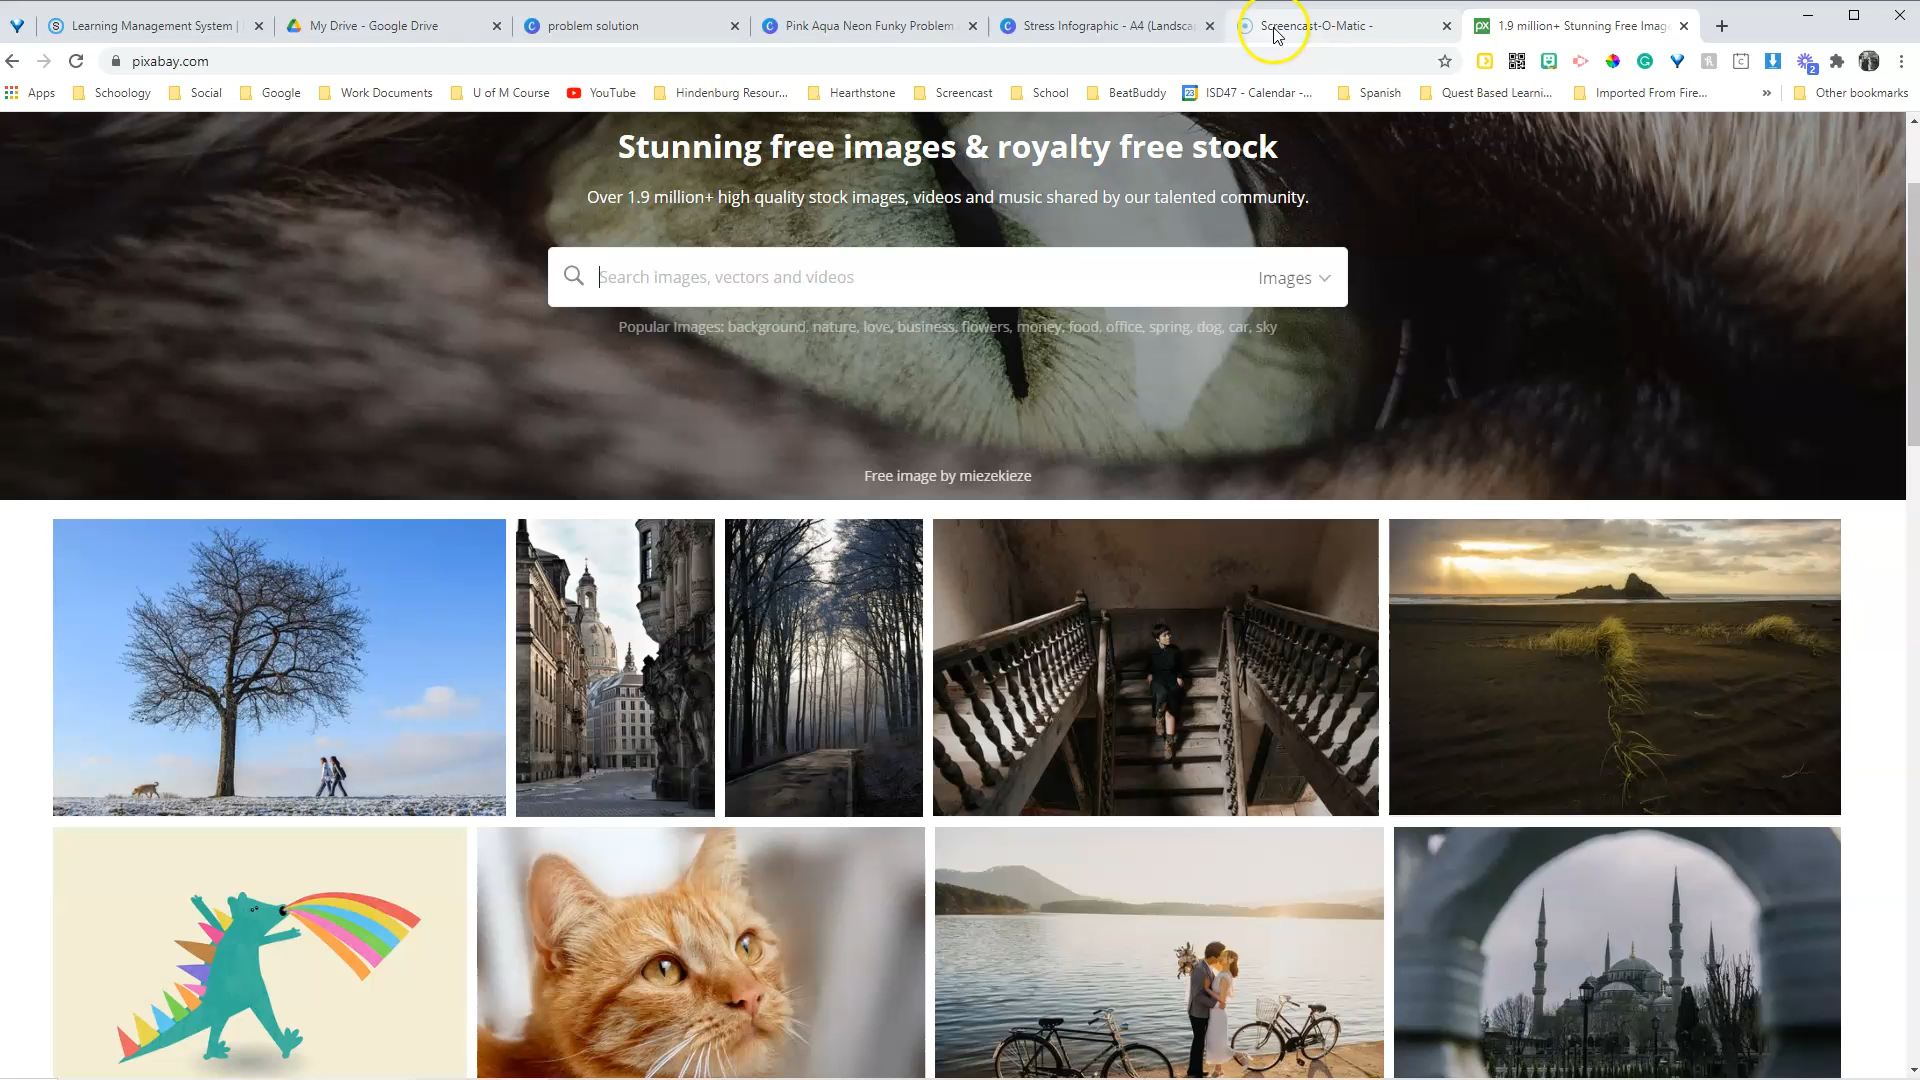 Learning Management System |
My Drive - Google Drive
problem solution
Pink Aqua Neon Funky Problem
Stress Infographic - A4 (Landsca
Screencast-O-Matic -
1.9 million+ Stunning Free Imag
pixabay.com
2
Apps
Schoology
Social
Google
Work Documents
U of M Course
YouTube
Hindenburg Resour...
Hearthstone
Screencast
School
BeatBuddy
23
ISD47 - Calendar -...
Spanish
Quest Based Learni...
Imported From Fire...
»
Other bookmarks
Stunning free images & royalty free stock
Over 1.9 million+ high quality stock images, videos and music shared by our talented community.
Search images, vectors and videos
Images
Popular Images: background, nature, love, business, flowers, money, food, office, spring, dog, car, sky
Free image by miezekieze